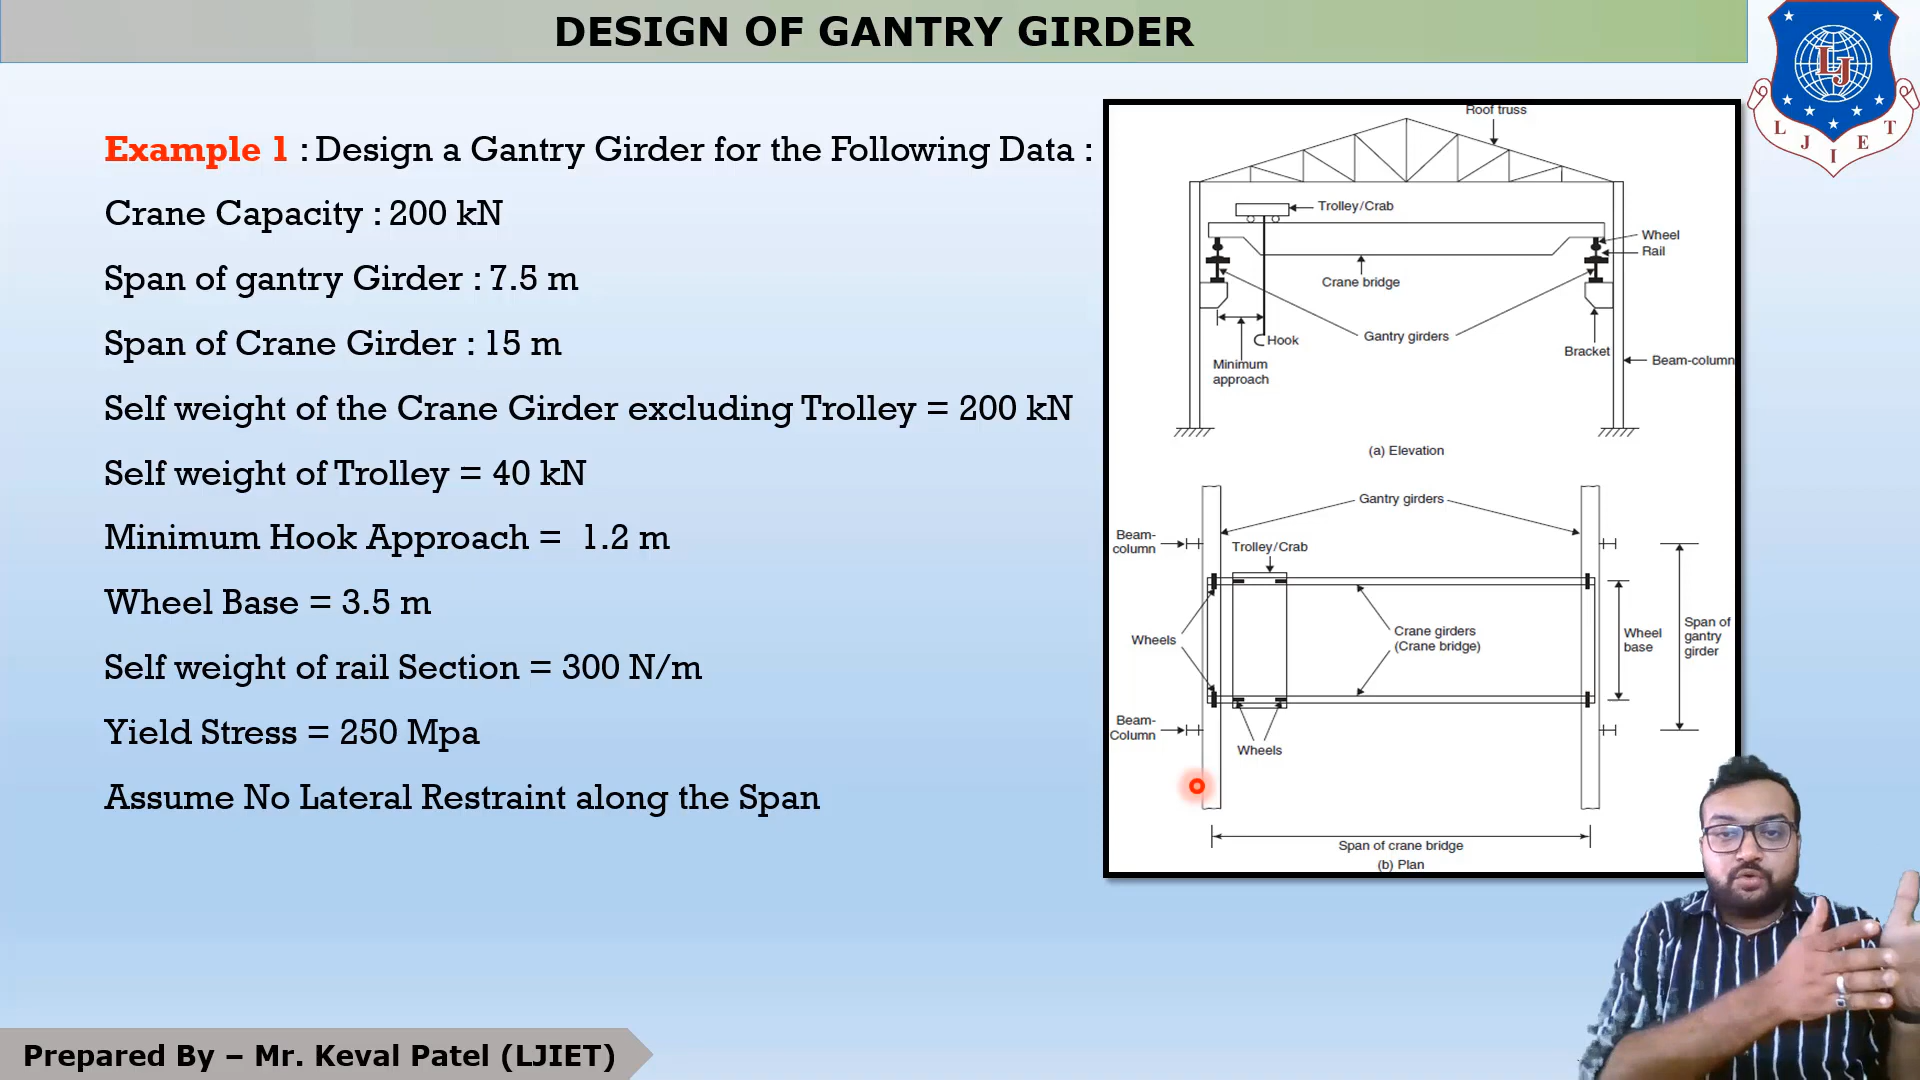 DESIGN OF GANTRY GIRDER
Example 1 : Design a Gantry Girder for the Following Data :
Crane Capacity : 200 kN
Span of gantry Girder : 7.5 m
Span of Crane Girder : 15 m
Self weight of the Crane Girder excluding Trolley = 200 kN
Self weight of Trolley = 40 kN
Minimum Hook Approach = 1.2 m
Wheel Base = 3.5 m
Self weight of rail Section = 300 N/m
Yield Stress = 250 Mpa
Assume No Lateral Restraint along the Span
Roof truss
Trolley/Crab
Wheel
Rail
Crane bridge
Gantry girders
Hook
Bracket
Beam-column
Minimum
approach
(a) Elevation
Gantry girders
Beam-
column
Trolley/Crab
Wheels
Crane girders
(Crane bridge)
Wheel
base
Span of
gantry
girder
Beam-
Column
Wheels
Span of crane bridge
(b) Plan
LJ
L J I E T
Prepared By – Mr. Keval Patel (LJIET)